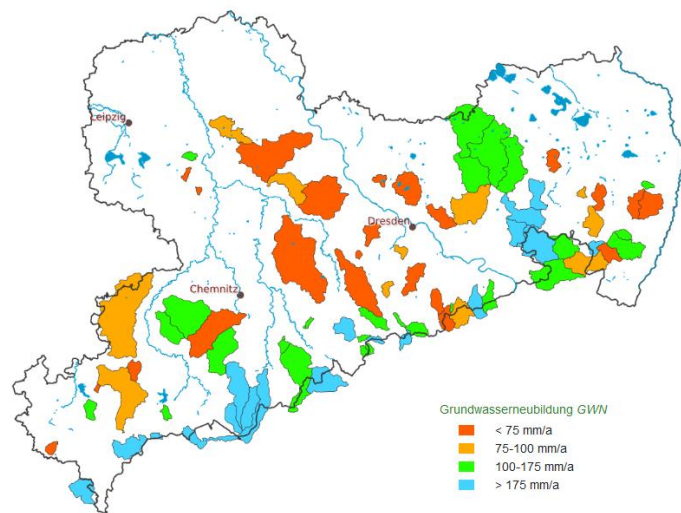 Leipzig
Dresden
Chemnitz
Grundwasserneubildung GWN
< 75 mm/a
75-100 mm/a
100-175 mm/a
> 175 mm/a